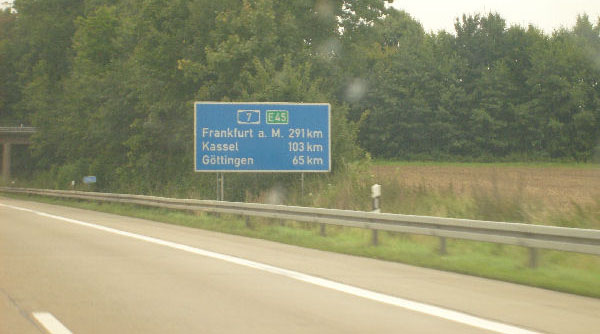 7 E45
Frankfurt a. M. 291 km
Kassel 103 km
Göttingen 65 km